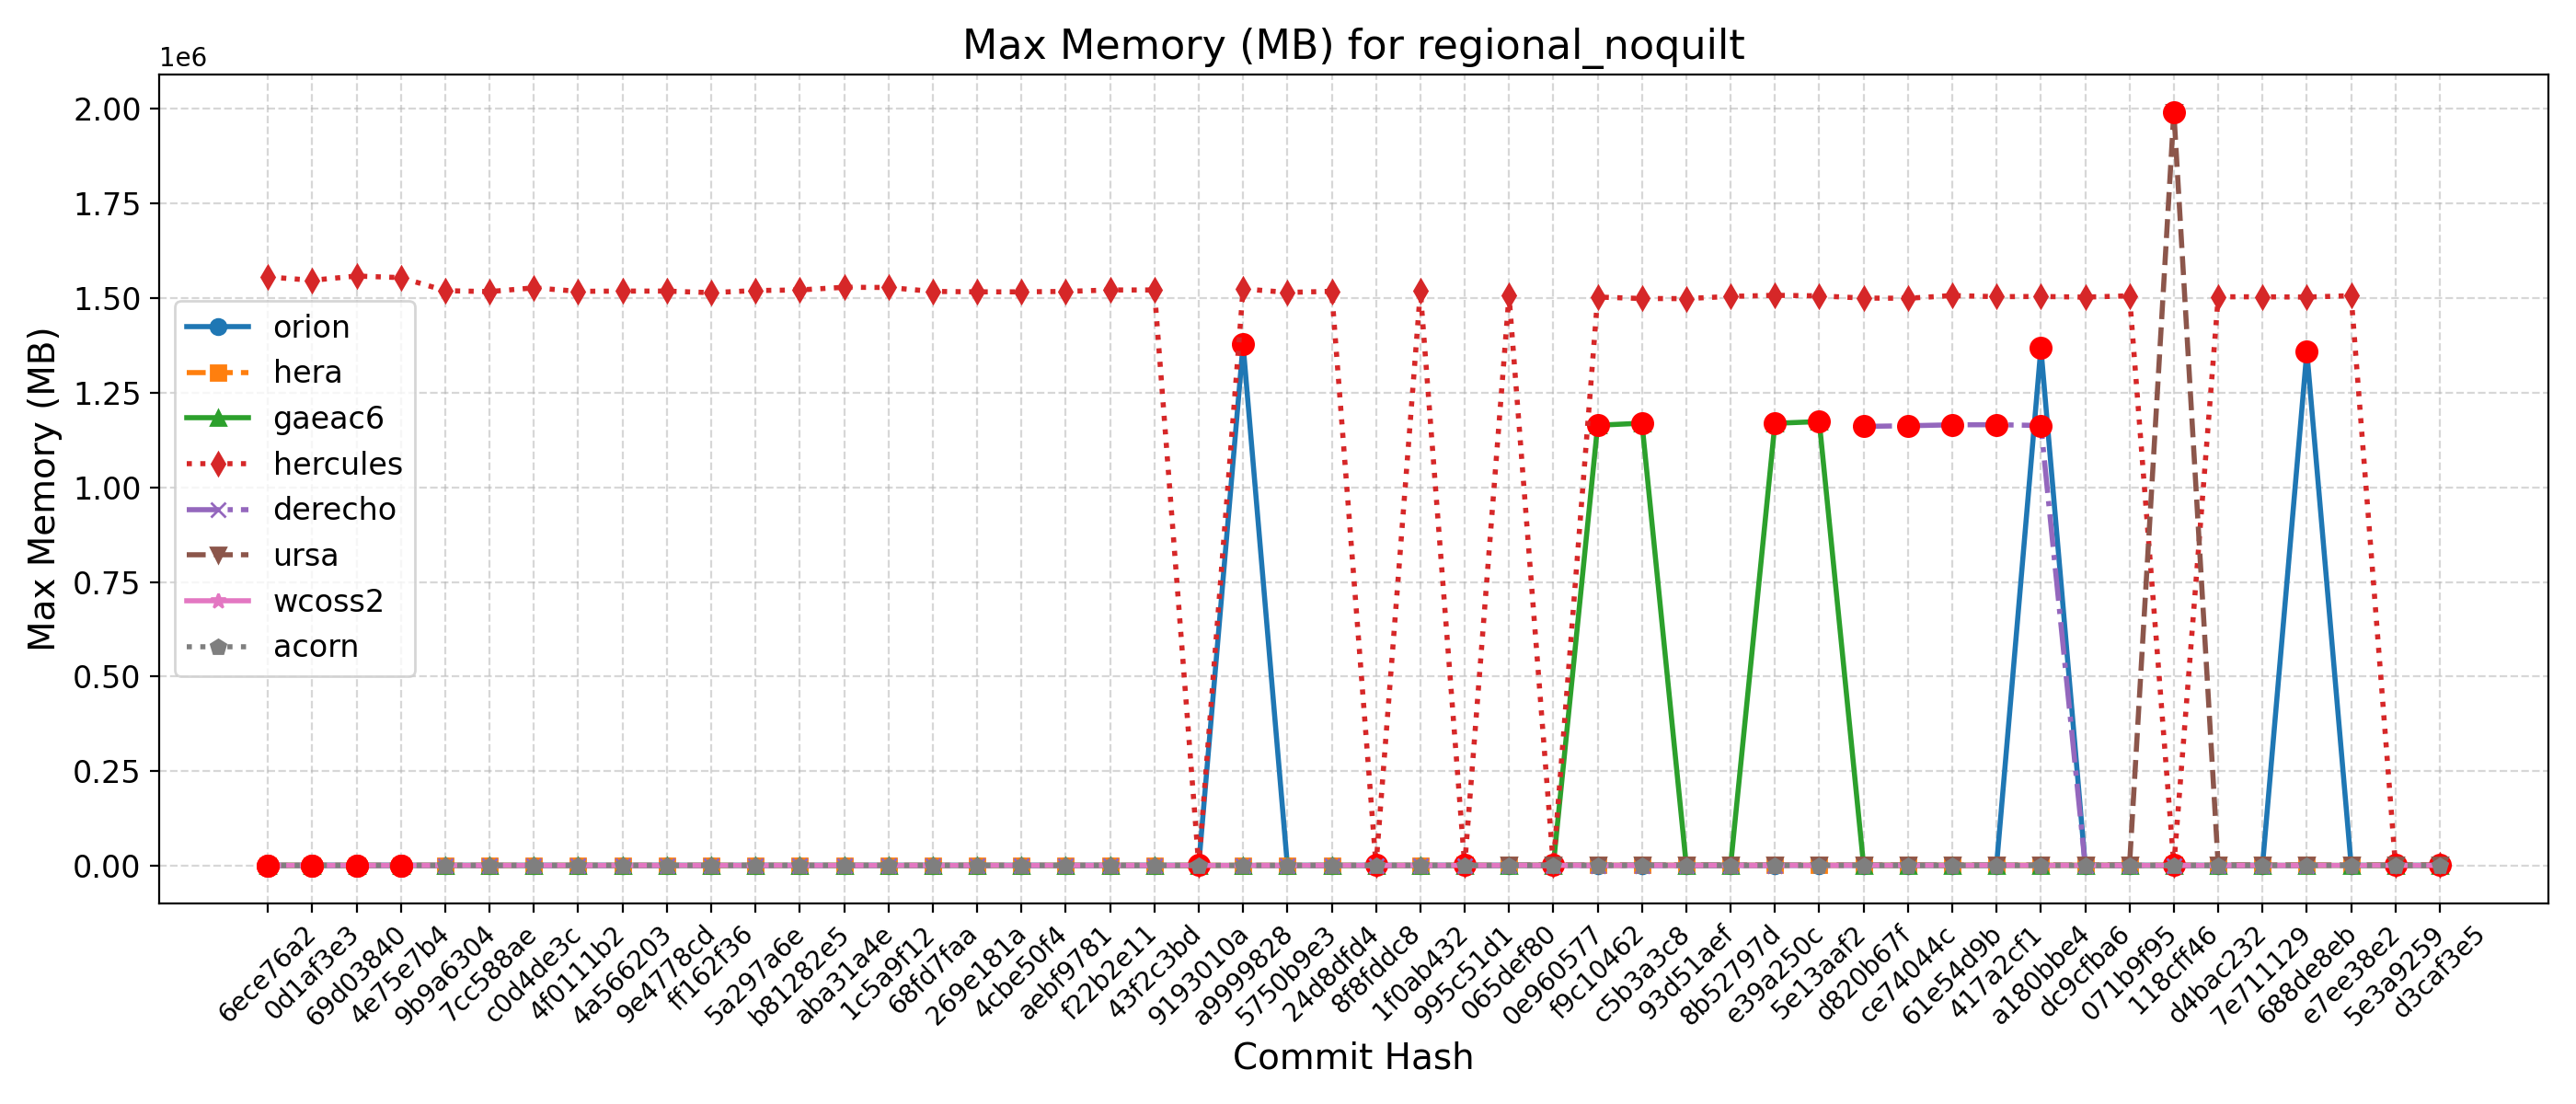 Max Memory (MB) for regional_noquilt
1e6
2.00
1.75
1.50
1.25
1.00
0.75
0.50
0.25
0.00
Max Memory (MB)
orion
hera
gaeac6
hercules
derecho
ursa
wcoss2
acorn
6ece76a2
0d1af3e3
69d03840
4e75e7b4
9b9a6304
7cc588ae
c0d4de3c
4f0111b2
4a566203
9e4778cd
ff162f36
5a297a6e
b81282e5
aba31a4e
1c5a9f12
68fd7faa
269e181a
4cbe50f4
aebf9781
f22b2e11
43f2c3bd
9193010a
a9999828
5750b9e3
24d8dfd4
8f8fddc8
1f0ab432
995c51d1
065def80
0e960577
f9c10462
c5b3a3c8
93d51aef
8b52797d
e39a250c
5e13aaf2
d820b67f
ce74044c
61e54d9b
417a2cf1
a180bbe4
dc9cfba6
071b9f95
118cff46
d4bac232
7e711129
688de8eb
e7ee38e2
5e3a9259
d3caf3e5
Commit Hash